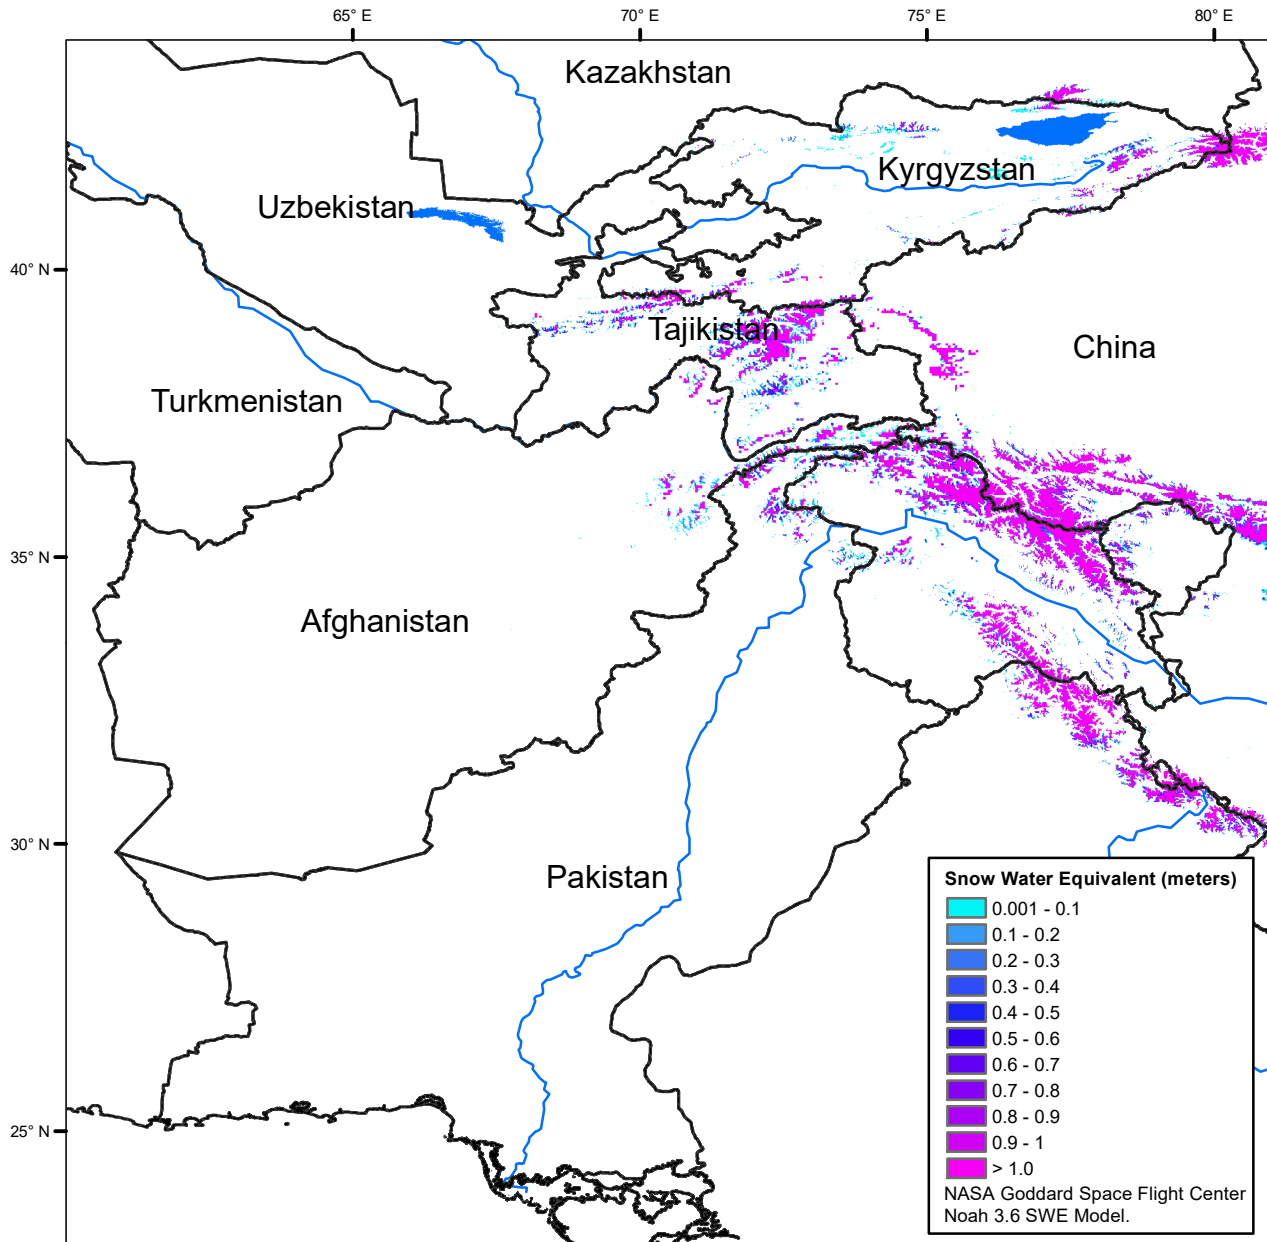 65° E
70° E
75° E
80° E
Kazakhstan
Kyrgyzstan
Uzbekistan
40° N
Tajikistan
China
Turkmenistan
35° N
Afghanistan
30° N
Pakistan
25° N
Snow Water Equivalent (meters)
0.001 - 0.1
0.1 - 0.2
0.2 - 0.3
0.3 - 0.4
0.4 - 0.5
0.5 - 0.6
0.6 - 0.7
0.7 - 0.8
0.8 - 0.9
0.9 - 1
> 1.0
NASA Goddard Space Flight Center
Noah 3.6 SWE Model.